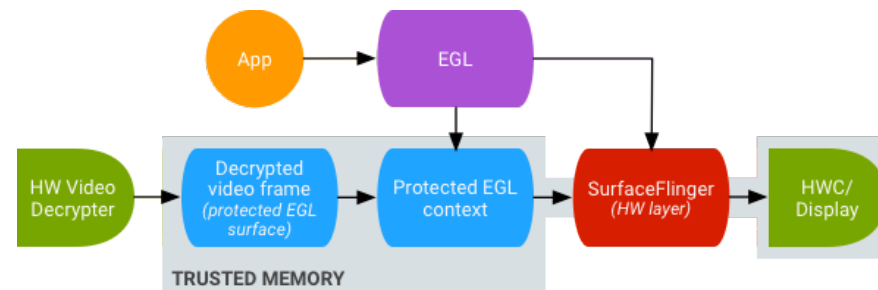 App
EGL
HW Video
Decrypter
Decrypted
video frame
(protected EGL
surface)
Protected EGL
context
SurfaceFlinger
(HW layer)
HWC/
Display
TRUSTED MEMORY